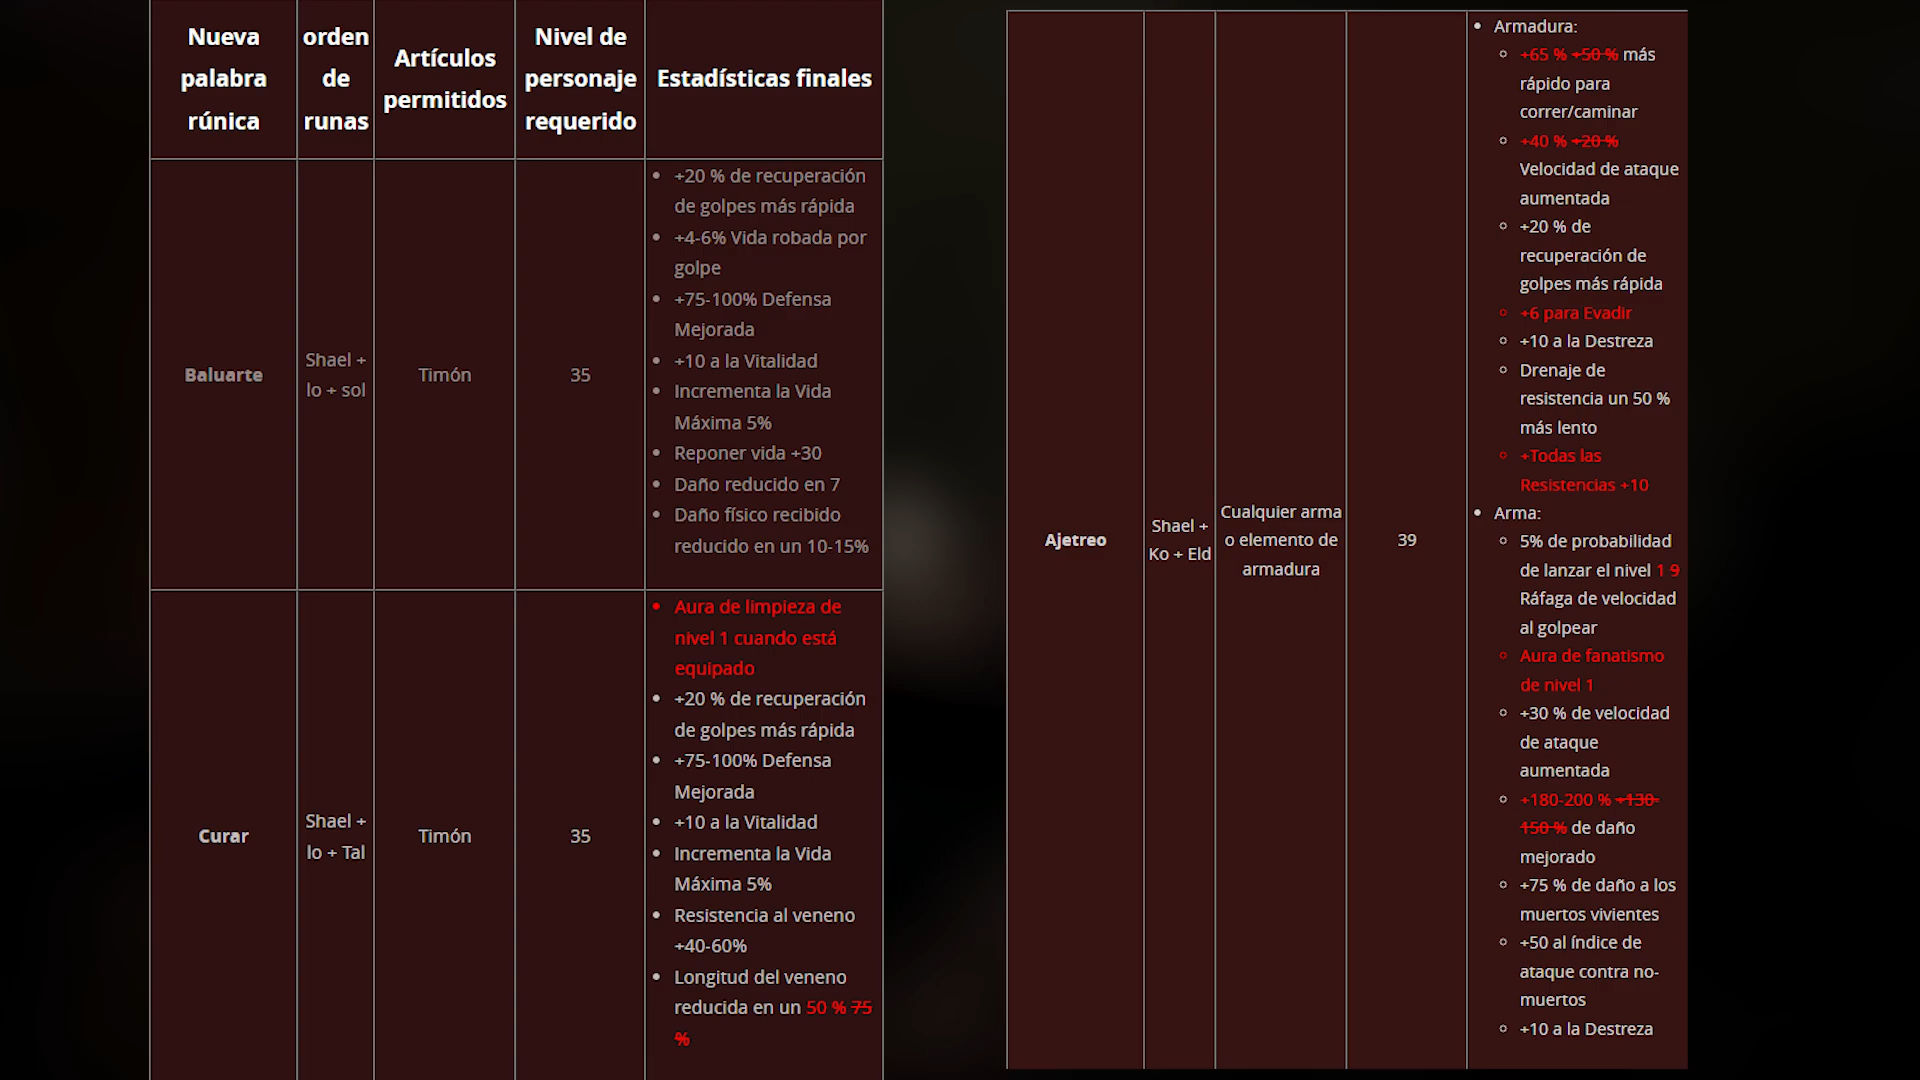 Nueva
palabra
rúnica
orden
de
runas
Artículos
permitidos
Nivel de
personaje
requerido
Estadísticas finales
Baluarte
Shael +
lo + sol
Timón
35
+20 % de recuperación
de golpes más rápida
+4-6% Vida robada por
golpe
+75-100% Defensa
Mejorada
+10 a la Vitalidad
Incrementa la Vida
Máxima 5%
Reponer vida +30
Daño reducido en 7
Daño físico recibido
reducido en un 10-15%
Curar
Shael +
lo + Tal
Timón
35
Aura de limpieza de
nivel 1 cuando está
equipado
+20 % de recuperación
de golpes más rápida
+75-100% Defensa
Mejorada
+10 a la Vitalidad
Incrementa la Vida
Máxima 5%
Resistencia al veneno
+40-60%
Longitud del veneno
reducida en un 50 % 75
%
Ajetreo
Shael +
Ko + Eld
Cualquier arma
o elemento de
armadura
39
Armadura:
+65 % +50 % más
rápido para
correr/caminar
+40 % +20 %
Velocidad de ataque
aumentada
+20 % de
recuperación de
golpes más rápida
+6 para Evadir
+10 a la Destreza
Drenaje de
resistencia un 50 %
más lento
+Todas las
Resistencias +10
Arma:
5% de probabilidad
de lanzar el nivel 1 9
Ráfaga de velocidad
al golpear
Aura de fanatismo
de nivel 1
+30 % de velocidad
de ataque
aumentada
+180-200 % +130-
150 % de daño
mejorado
+75 % de daño a los
muertos vivientes
+50 al índice de
ataque contra no-
muertos
+10 a la Destreza